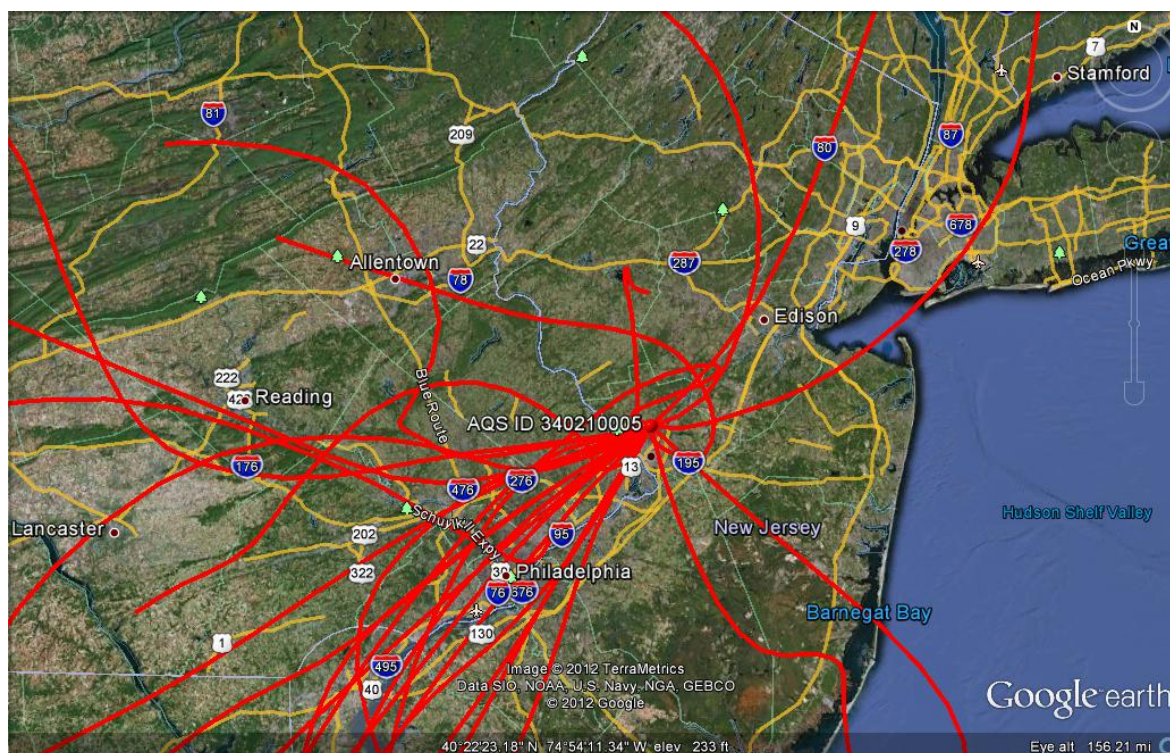 N
7
Stamford
81
209
80
87
9
678
278
Great
22
Allentown
78
287
Ocean Pkwy
Edison
222
Reading
Blue Route
AQS ID 340210005
13
195
176
276
476
Lancaster
Schuylkill Expy
202
95
New Jersey
Hudson Shelf Valley
322
30
Philadelphia
76
676
Barnegat Bay
130
1
495
40
Image © 2012 TerraMetrics
Data SIO, NOAA, U.S. Navy, NGA, GEBCO
© 2012 Google
Google earth
40°22'23.18" N 74°54'11.34" W elev 233 ft
Eye alt 156.21 mi